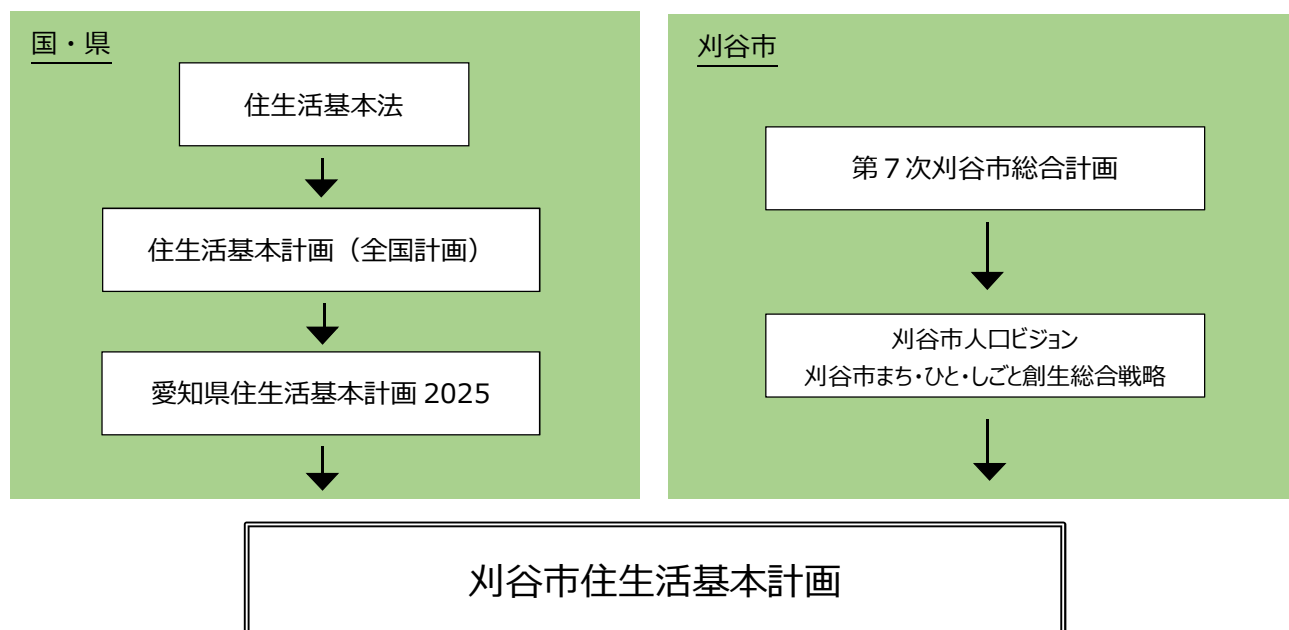 国・県
住生活基本法
住生活基本計画（全国計画）
愛知県住生活基本計画 2025
刈谷市
第７次刈谷市総合計画
刈谷市人口ビジョン
刈谷市まち・ひと・しごと創生総合戦略
刈谷市住生活基本計画